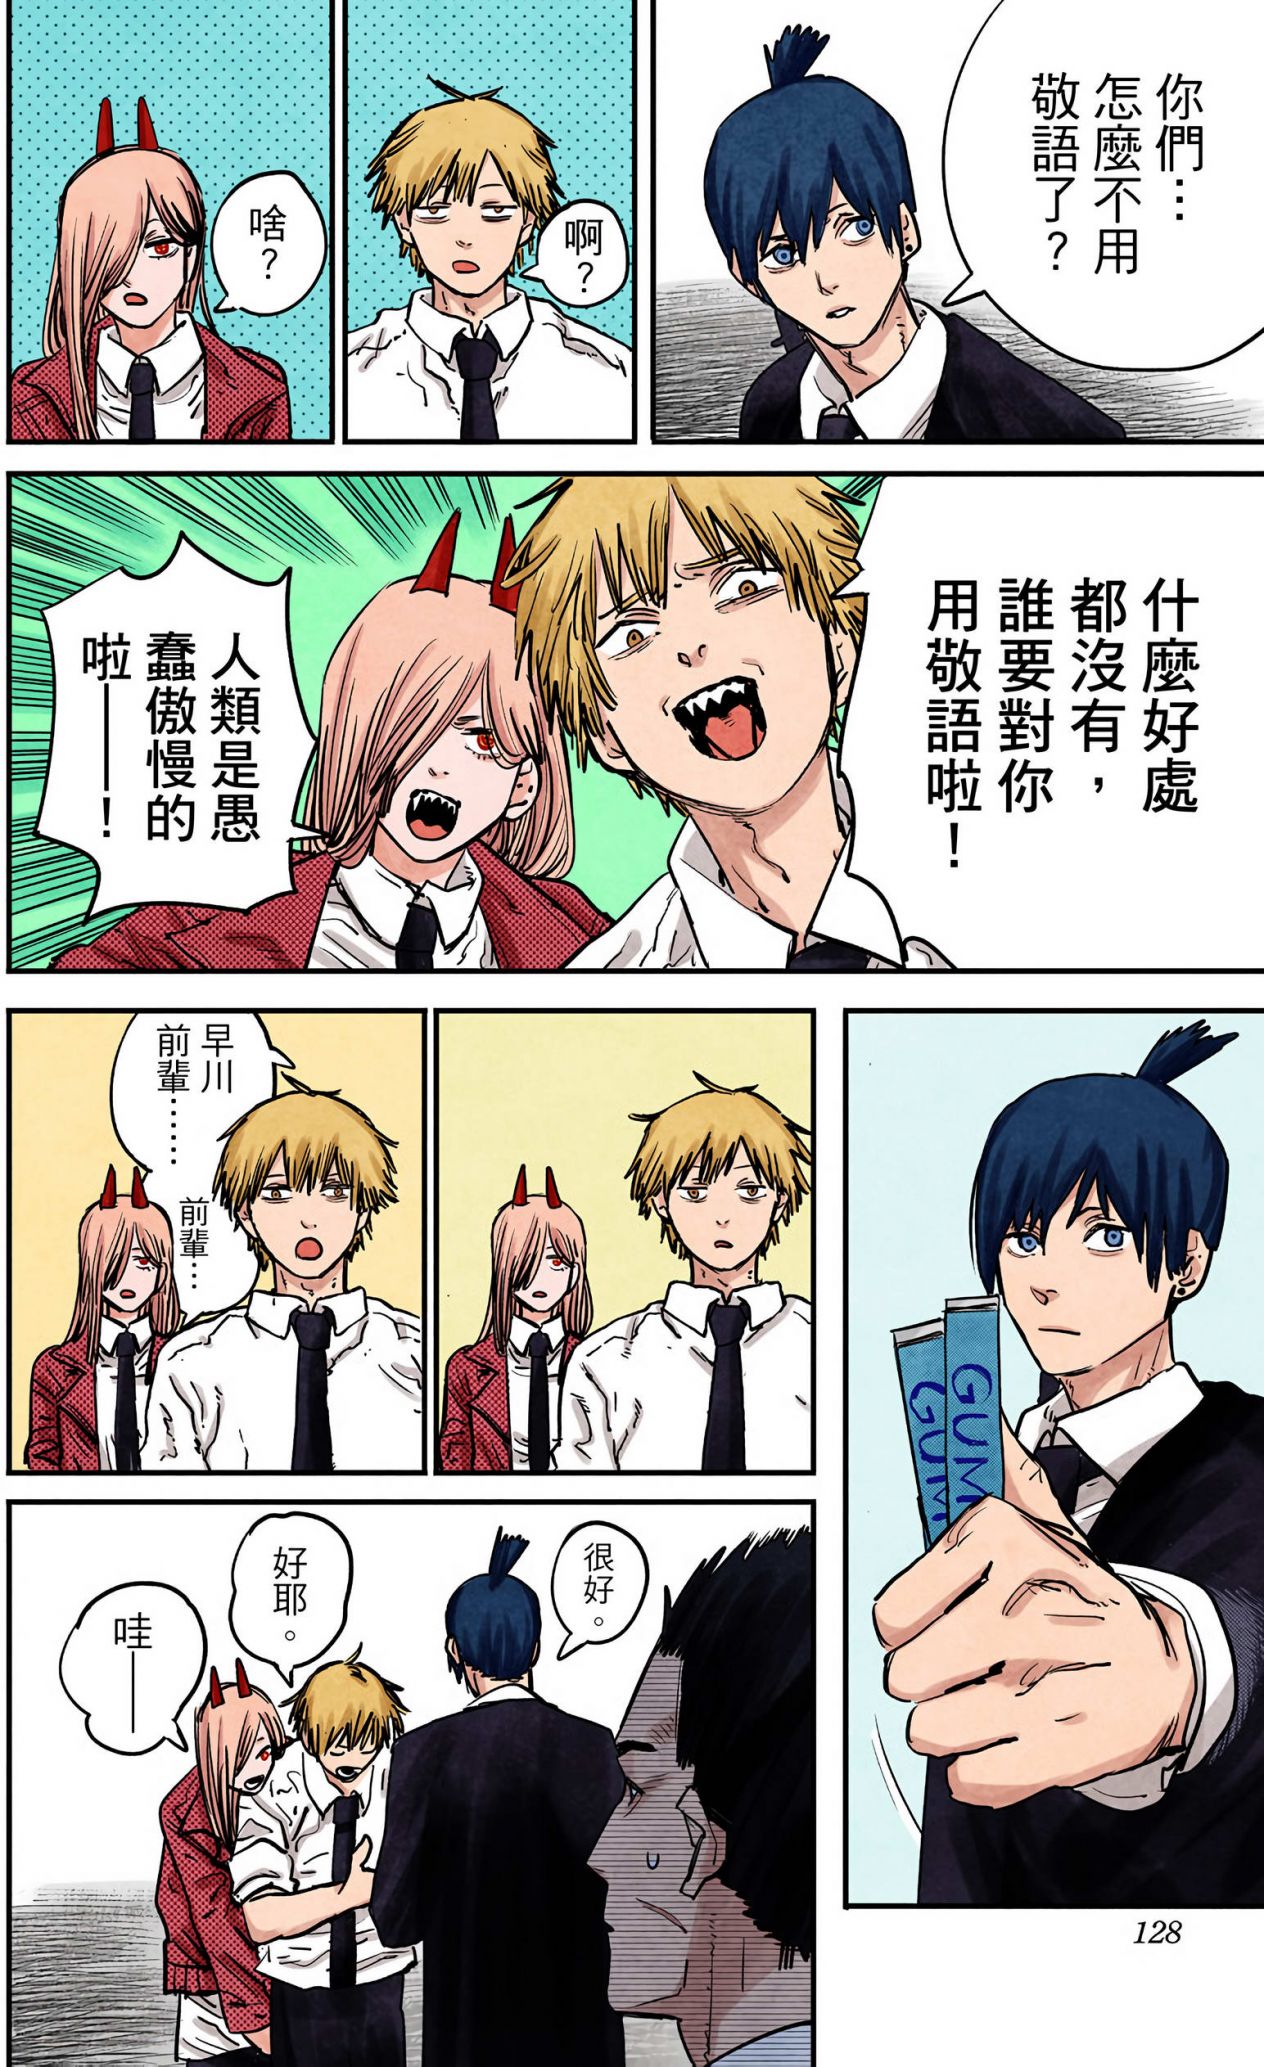 你們…
怎麼不用
敬語了？
啊？
啥？
什麼好處
都沒有，
誰要對你
用敬語啦！
人類是愚
蠢傲慢的
啦——！
GUM
GUM
早川
前輩……
前輩…
很好。
好耶。
哇——
128